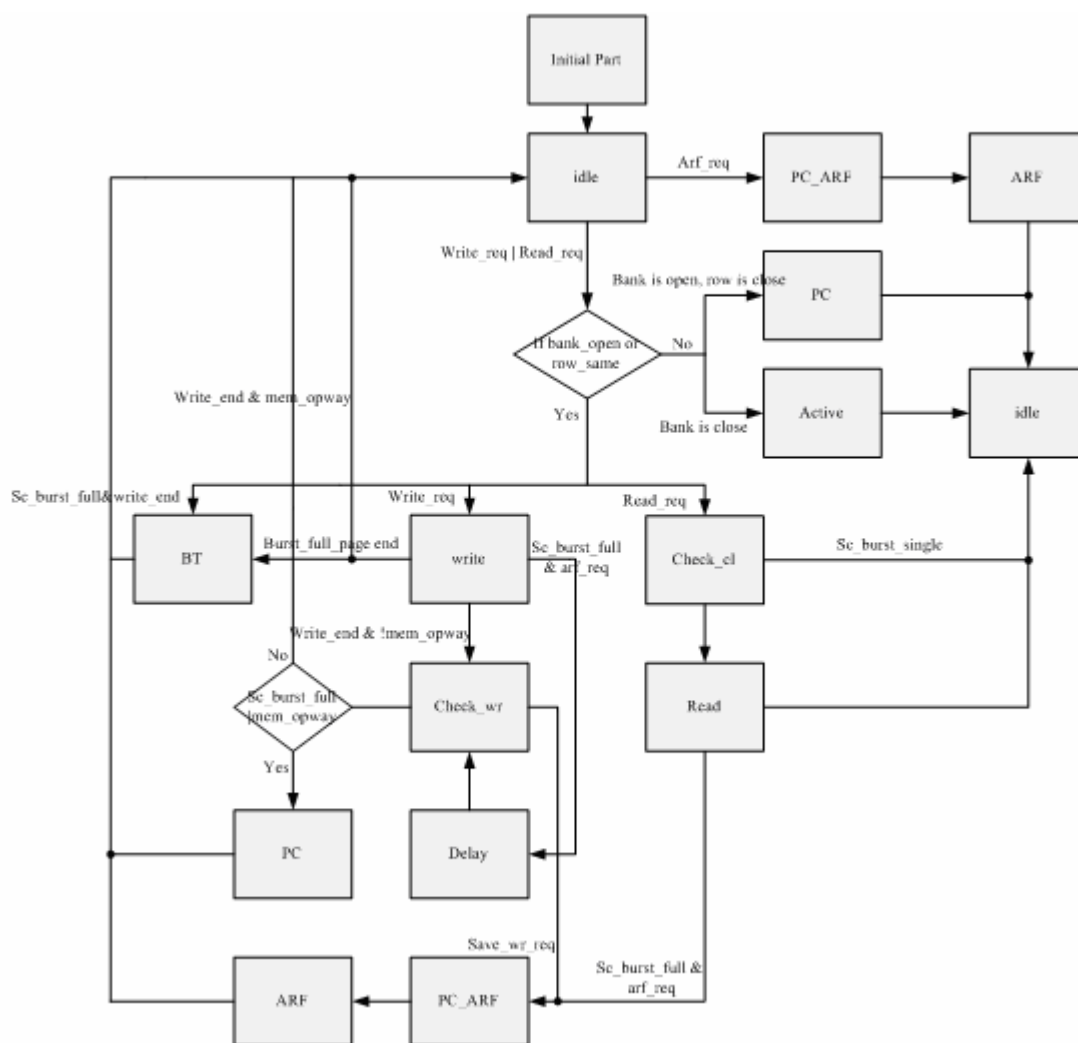 Initial Part
idle
Arf_req
PC_ARF
ARF
Write_req | Read_req
Bank is open, row is close
PC
If bank_open or
row_same
No
Yes
Active
idle
Bank is close
Write_end & mem_opway
Sc_burst_full&write_end
Write_req
Read_req
BT
Burst_full_page end
write
Sc_burst_full
& arf_req
Check_cl
Sc_burst_single
Write_end & !mem_opway
No
Sc_burst_full
|mem_opway
Check_wr
Read
Yes
PC
Delay
Save_wr_req
Sc_burst_full &
arf_req
ARF
PC_ARF